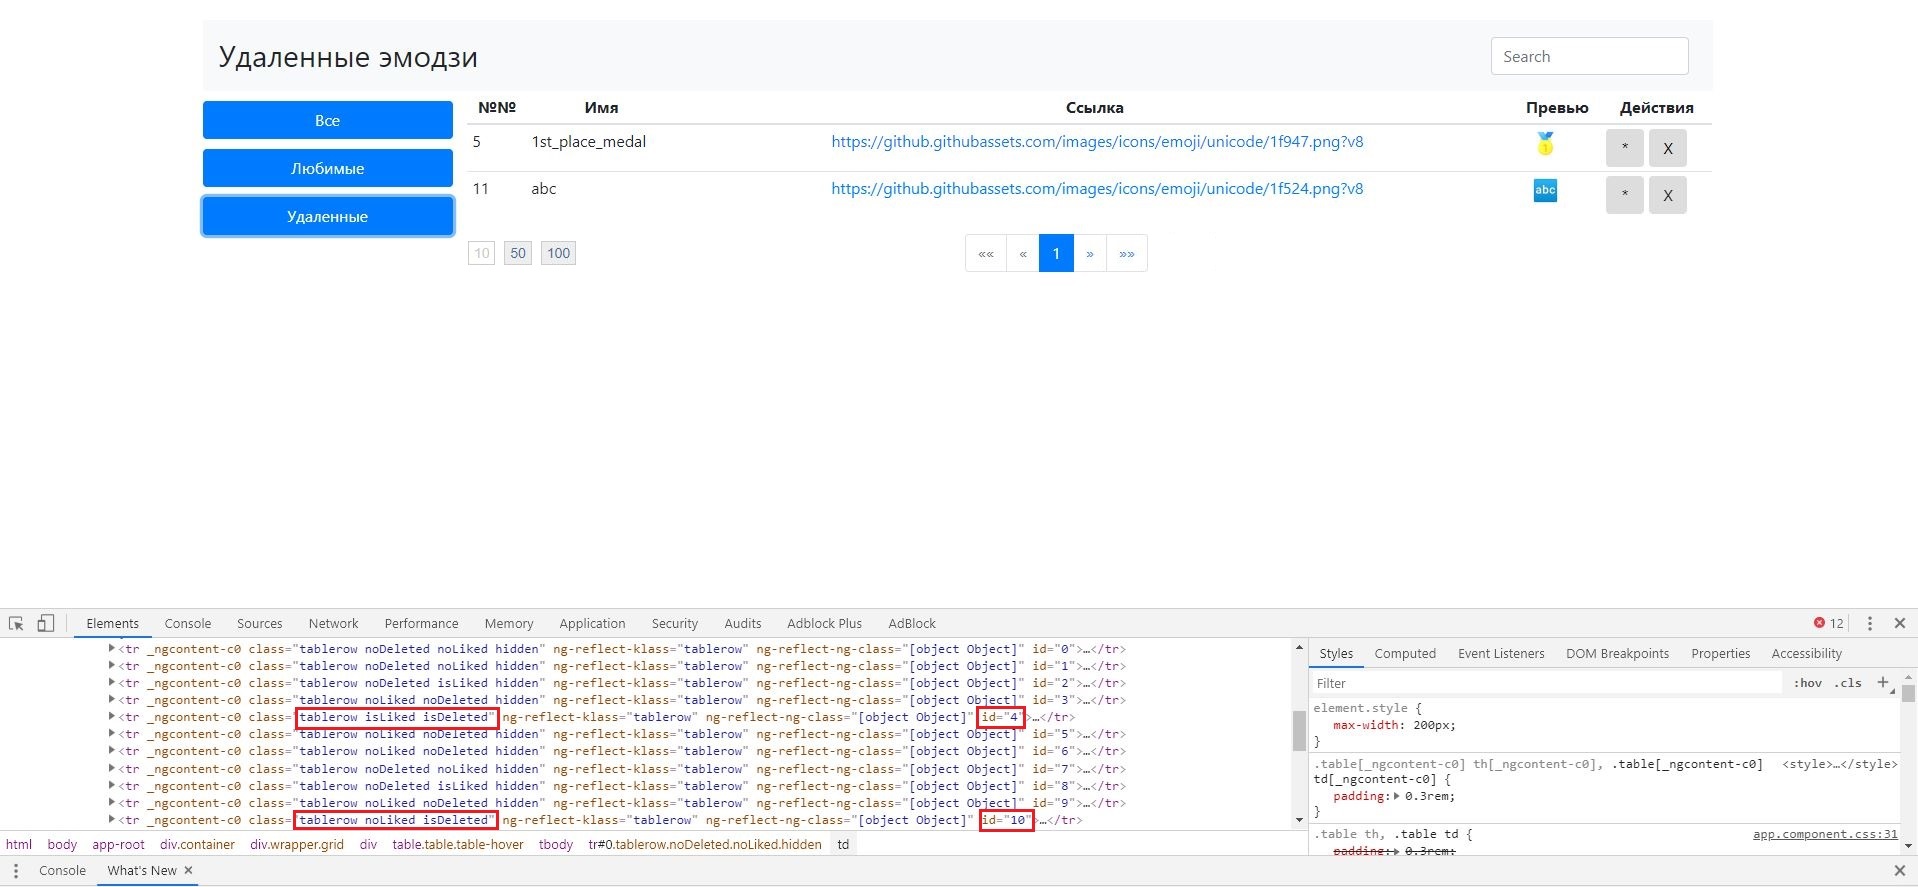 Удаленные эмодзи
Search
Все
Любимые
Удаленные
№№ Имя Ссылка Превью Действия
5 1st_place_medal https://github.githubassets.com/images/icons/emoji/unicode/1f947.png?v8 1 * X
11 abc https://github.githubassets.com/images/icons/emoji/unicode/1f524.png?v8 abc * X
10 50 100 «« « 1 » »»
Elements Console Sources Network Performance Memory Application Security Audits Adblock Plus AdBlock 12
<tr _ngcontent-c0 class="tablerow noDeleted noLiked hidden" ng-reflect-klass="tablerow" ng-reflect-ng-class="[object Object]" id="0">…</tr>
<tr _ngcontent-c0 class="tablerow noDeleted noLiked hidden" ng-reflect-klass="tablerow" ng-reflect-ng-class="[object Object]" id="1">…</tr>
<tr _ngcontent-c0 class="tablerow noDeleted isLiked hidden" ng-reflect-klass="tablerow" ng-reflect-ng-class="[object Object]" id="2">…</tr>
<tr _ngcontent-c0 class="tablerow noLiked noDeleted hidden" ng-reflect-klass="tablerow" ng-reflect-ng-class="[object Object]" id="3">…</tr>
<tr _ngcontent-c0 class="tablerow isLiked isDeleted" ng-reflect-klass="tablerow" ng-reflect-ng-class="[object Object]" id="4">…</tr>
<tr _ngcontent-c0 class="tablerow noLiked noDeleted hidden" ng-reflect-klass="tablerow" ng-reflect-ng-class="[object Object]" id="5">…</tr>
<tr _ngcontent-c0 class="tablerow noLiked noDeleted hidden" ng-reflect-klass="tablerow" ng-reflect-ng-class="[object Object]" id="6">…</tr>
<tr _ngcontent-c0 class="tablerow noDeleted noLiked hidden" ng-reflect-klass="tablerow" ng-reflect-ng-class="[object Object]" id="7">…</tr>
<tr _ngcontent-c0 class="tablerow noDeleted isLiked hidden" ng-reflect-klass="tablerow" ng-reflect-ng-class="[object Object]" id="8">…</tr>
<tr _ngcontent-c0 class="tablerow noLiked noDeleted hidden" ng-reflect-klass="tablerow" ng-reflect-ng-class="[object Object]" id="9">…</tr>
<tr _ngcontent-c0 class="tablerow noLiked isDeleted" ng-reflect-klass="tablerow" ng-reflect-ng-class="[object Object]" id="10">…</tr>
html body app-root div.container div.wrapper.grid div table.table.table-hover tbody tr#0.tablerow.noDeleted.noLiked.hidden td
Styles Computed Event Listeners DOM Breakpoints Properties Accessibility
Filter :hov .cls +
element.style {
max-width: 200px;
}
.table[_ngcontent-c0] th[_ngcontent-c0], .table[_ngcontent-c0] <style>…</style>
td[_ngcontent-c0] {
padding: 0.3rem;
}
.table th, .table td { app.component.css:31
padding: 0.3rem;
Console What's New